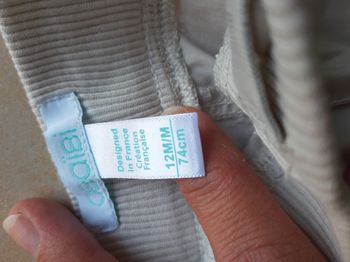 obaïbi
Designed
in France
Création
Française
12M/M
74cm